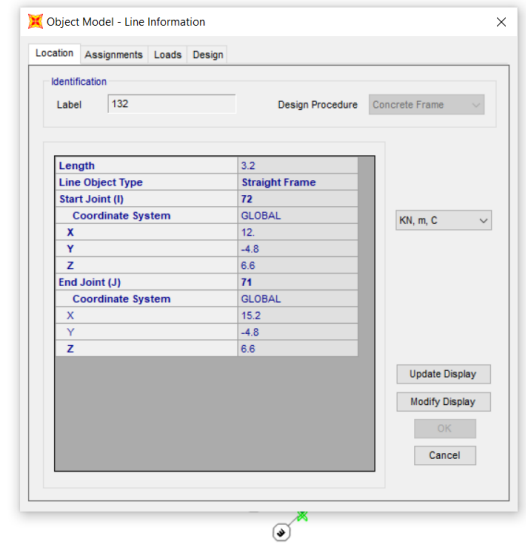 Object Model - Line Information
Location Assignments Loads Design
Identification
Label 132 Design Procedure Concrete Frame
Length 3.2
Line Object Type Straight Frame
Start Joint (I) 72
Coordinate System GLOBAL
X 12.
Y -4.8
Z 6.6
End Joint (J) 71
Coordinate System GLOBAL
X 15.2
Y -4.8
Z 6.6
KN, m, C
Update Display
Modify Display
OK
Cancel